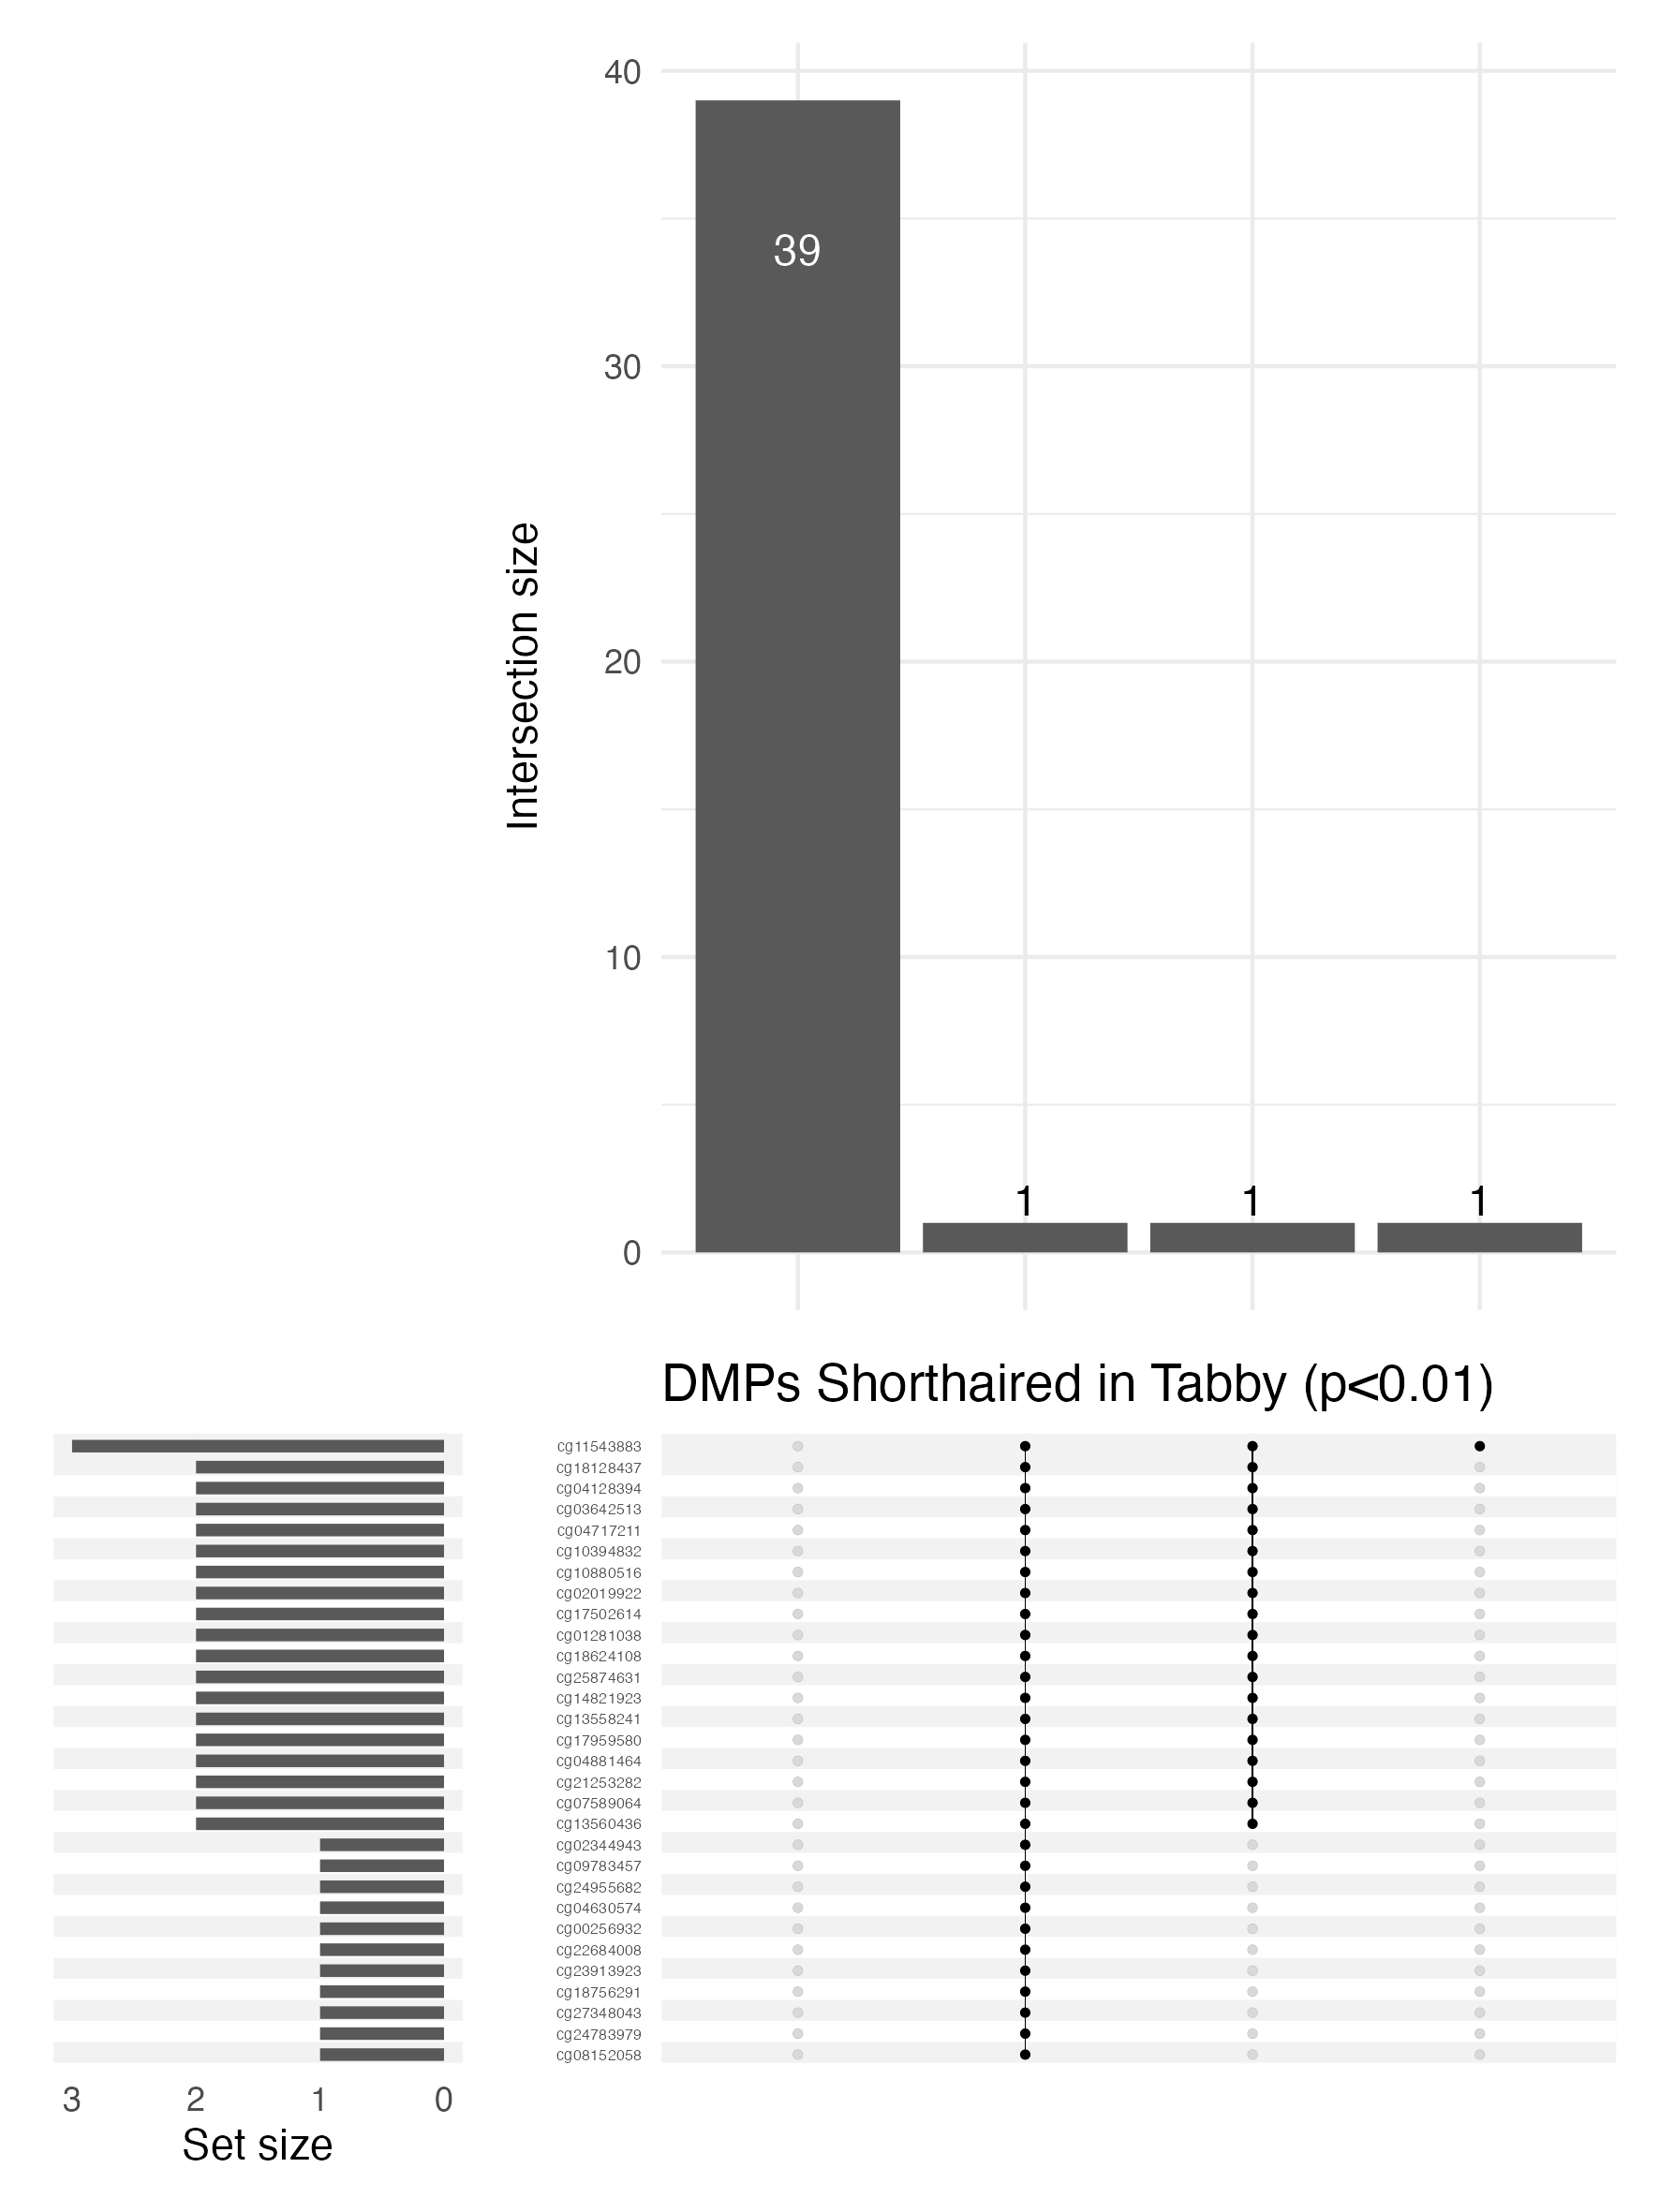 40
39
30
Intersection size
20
10
1 1 1
0
DMPs Shorthaired in Tabby (p<0.01)
cg11543883
cg18128437
cg04128394
cg03642513
cg04717211
cg10394832
cg10880516
cg02019922
cg17502614
cg01281038
cg18624108
cg25874631
cg14821923
cg13558241
cg17959580
cg04881464
cg21253282
cg07589064
cg13560436
cg02344943
cg09783457
cg24955682
cg04630574
cg00256932
cg22684008
cg23913923
cg18756291
cg27348043
cg24783979
cg08152058
3 2 1 0
Set size